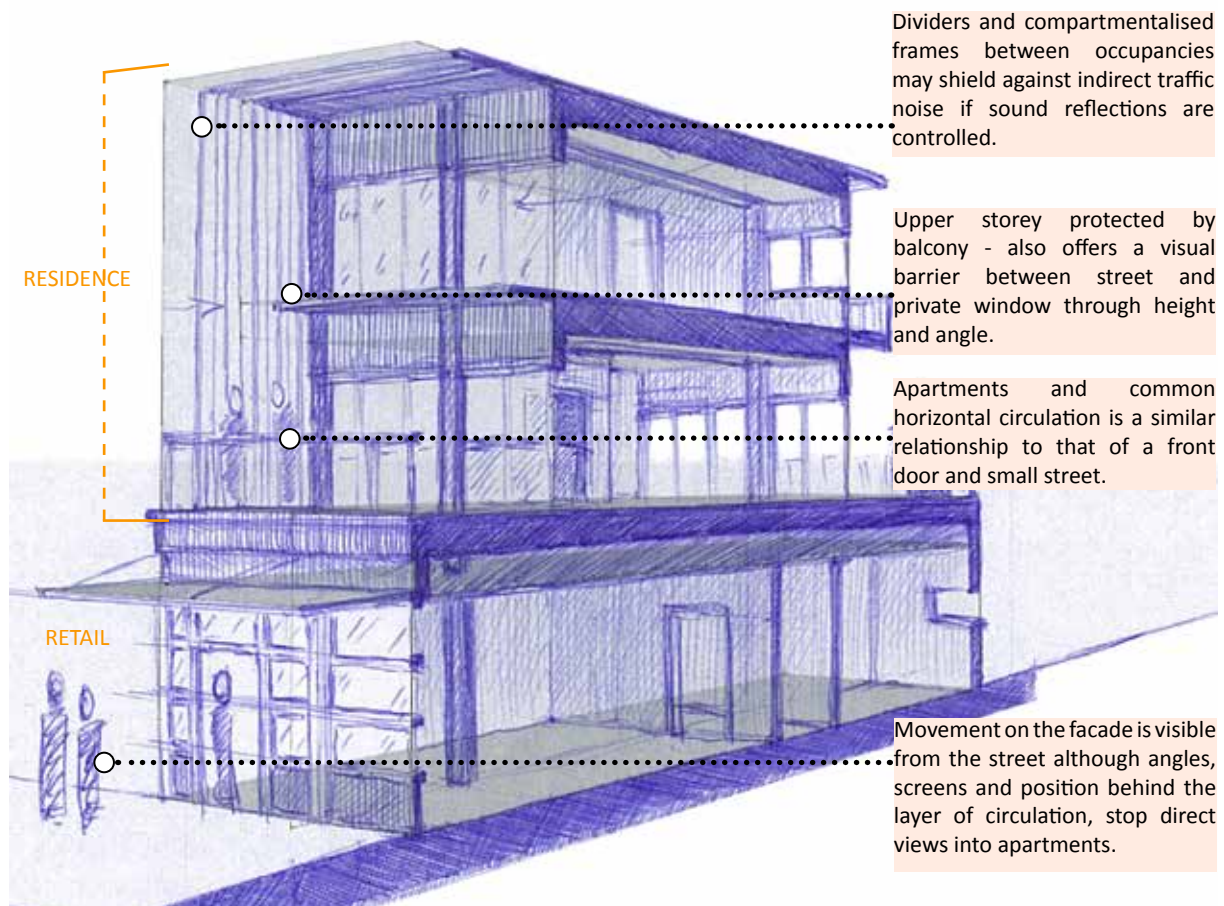 Dividers and compartmentalised
frames between occupancies
may shield against indirect traffic
noise if sound reflections are
controlled.
Upper storey protected by
balcony - also offers a visual
barrier between street and
private window through height
and angle.
RESIDENCE
Apartments and common
horizontal circulation is a similar
relationship to that of a front
door and small street.
RETAIL
Movement on the facade is visible
from the street although angles,
screens and position behind the
layer of circulation, stop direct
views into apartments.